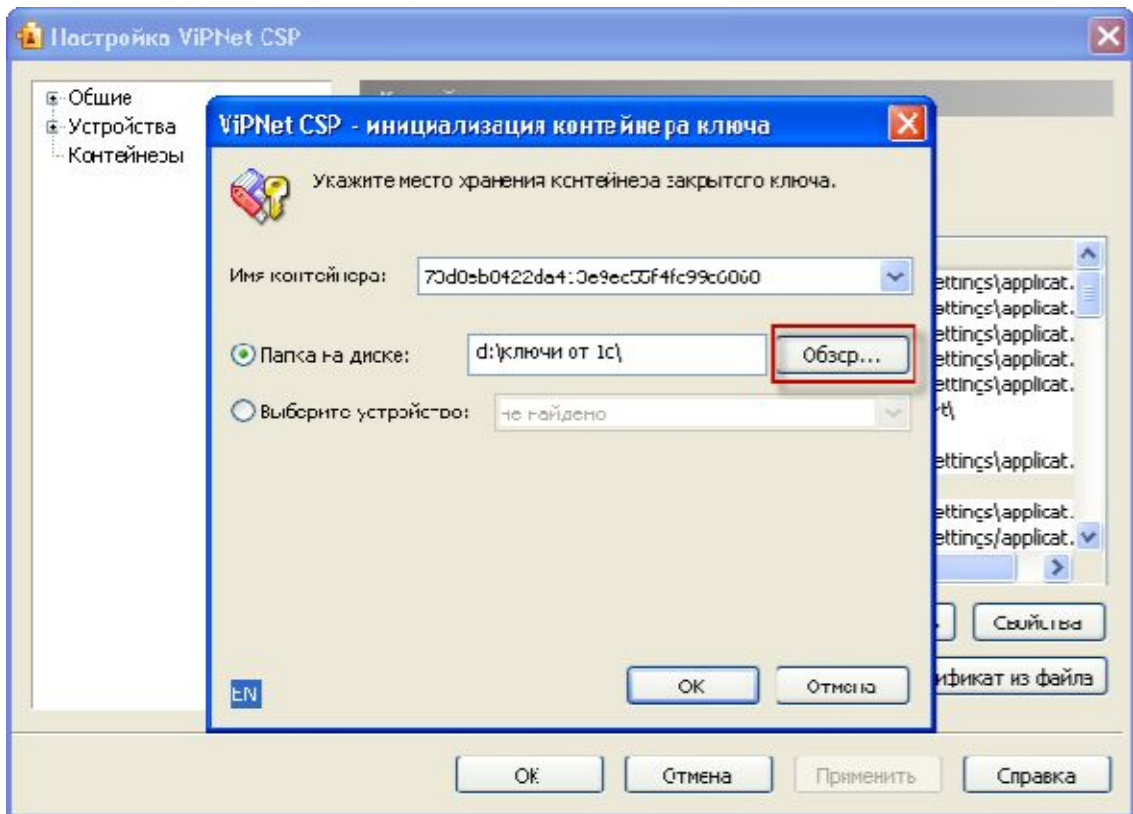 Настройка ViPNet CSP
Общие
Устройства
Контейнеры
ViPNet CSP - инициализация контейнера ключа
Укажите место хранения контейнера закрытого ключа.
Имя контейнера:
Папка на диске: d:\ключи от 1с\ Обзор...
Выберите устройство: не найдено
ettings\applicat.
ettings\applicat.
ettings\applicat.
ettings\applicat.
ettings\applicat.
ettings\applicat.
ettings\applicat.
ettings/applicat.
Свойства
EN OK Отмена ификат из файла
OK Отмена Применить Справка